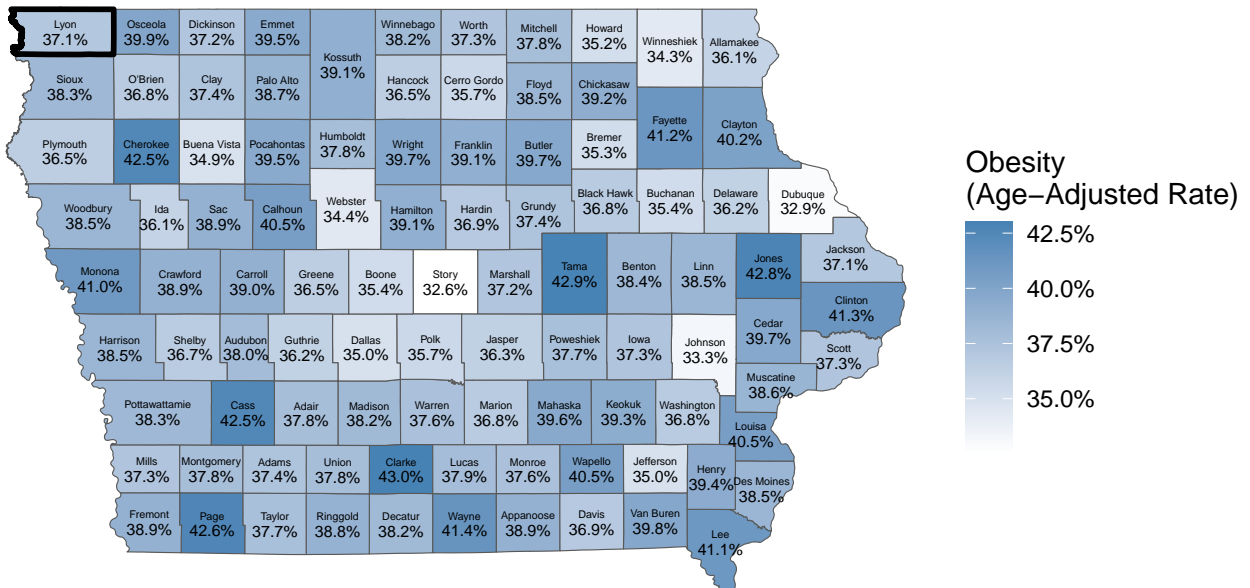 Lyon
37.1%
Osceola
39.9%
Dickinson
37.2%
Emmet
39.5%
Winnebago
38.2%
Worth
37.3%
Mitchell
37.8%
Howard
35.2%
Winneshiek
34.3%
Allamakee
36.1%
Kossuth
39.1%
Sioux
38.3%
O'Brien
36.8%
Clay
37.4%
Palo Alto
38.7%
Hancock
36.5%
Cerro Gordo
35.7%
Floyd
38.5%
Chickasaw
39.2%
Fayette
41.2%
Clayton
40.2%
Plymouth
36.5%
Cherokee
42.5%
Buena Vista
34.9%
Pocahontas
39.5%
Humboldt
37.8%
Wright
39.7%
Franklin
39.1%
Butler
39.7%
Bremer
35.3%
Woodbury
38.5%
Ida
36.1%
Sac
38.9%
Calhoun
40.5%
Webster
34.4%
Hamilton
39.1%
Hardin
36.9%
Grundy
37.4%
Black Hawk
36.8%
Buchanan
35.4%
Delaware
36.2%
Dubuque
32.9%
Monona
41.0%
Crawford
38.9%
Carroll
39.0%
Greene
36.5%
Boone
35.4%
Story
32.6%
Marshall
37.2%
Tama
42.9%
Benton
38.4%
Linn
38.5%
Jones
42.8%
Jackson
37.1%
Clinton
41.3%
Harrison
38.5%
Shelby
36.7%
Audubon
38.0%
Guthrie
36.2%
Dallas
35.0%
Polk
35.7%
Jasper
36.3%
Poweshiek
37.7%
Iowa
37.3%
Johnson
33.3%
Cedar
39.7%
Scott
37.3%
Muscatine
38.6%
Pottawattamie
38.3%
Cass
42.5%
Adair
37.8%
Madison
38.2%
Warren
37.6%
Marion
36.8%
Mahaska
39.6%
Keokuk
39.3%
Washington
36.8%
Louisa
40.5%
Mills
37.3%
Montgomery
37.8%
Adams
37.4%
Union
37.8%
Clarke
43.0%
Lucas
37.9%
Monroe
37.6%
Wapello
40.5%
Jefferson
35.0%
Henry
39.4%
Des Moines
38.5%
Fremont
38.9%
Page
42.6%
Taylor
37.7%
Ringgold
38.8%
Decatur
38.2%
Wayne
41.4%
Appanoose
38.9%
Davis
36.9%
Van Buren
39.8%
Lee
41.1%
Obesity
(Age−Adjusted Rate)
42.5%
40.0%
37.5%
35.0%